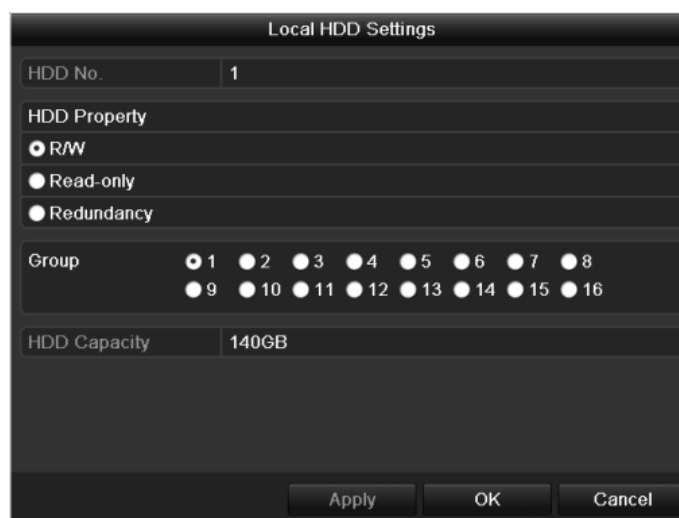 Local HDD Settings
HDD No. 1
HDD Property
R/W
Read-only
Redundancy
Group 1 2 3 4 5 6 7 8
9 10 11 12 13 14 15 16
HDD Capacity 140GB
Apply OK Cancel